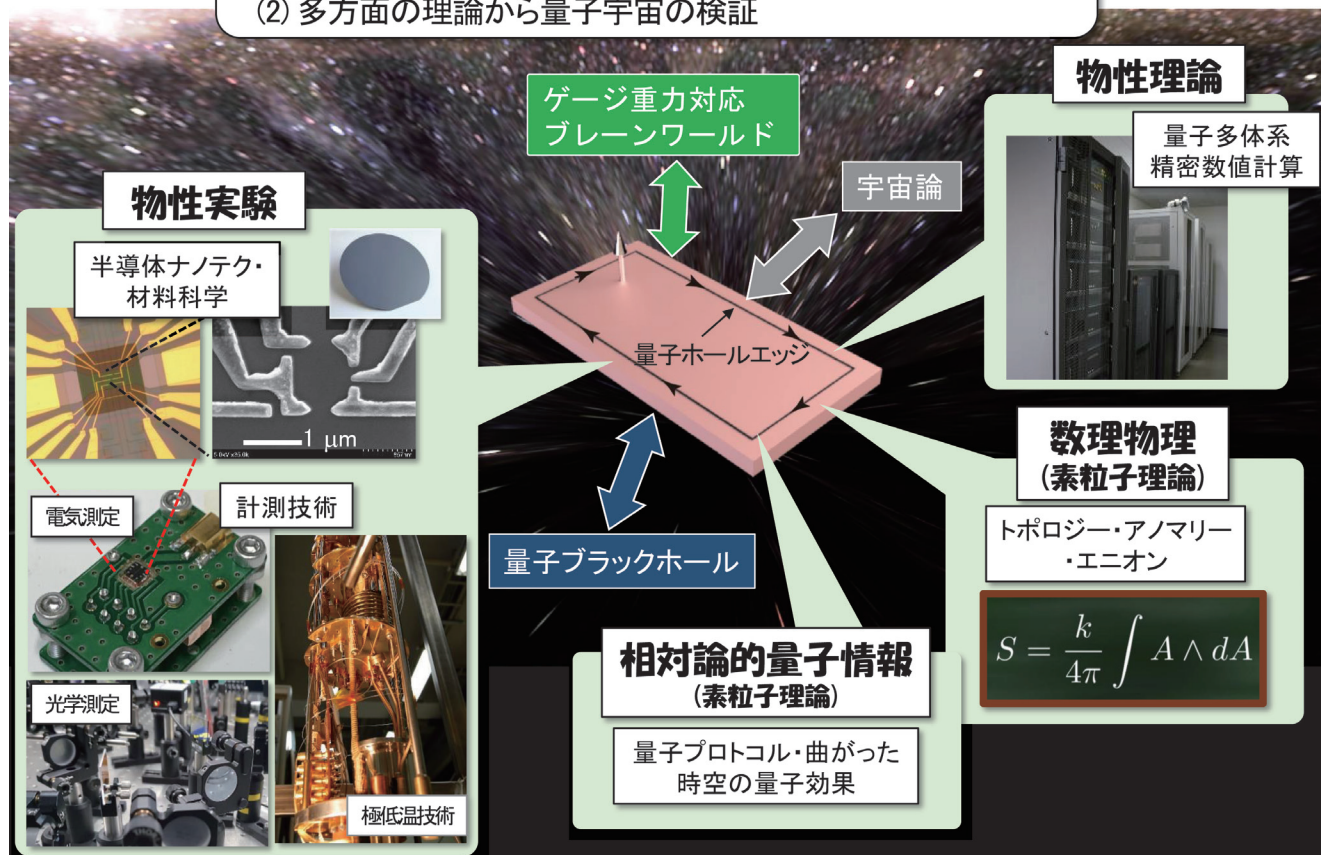 (2) 多方面の理論から量子宇宙の検証
ゲージ重力対応
ブレーンワールド
宇宙論
物性理論
量子多体系
精密数値計算
物性実験
半導体ナノテク・
材料科学
1 μm
量子ホールエッジ
電気測定
計測技術
光学測定
極低温技術
量子ブラックホール
数理物理
(素粒子理論)
トポロジー・アノマリー
・エニオン
S = k/4π ∫ A ∧ dA
相対論的量子情報
(素粒子理論)
量子プロトコル・曲がった
時空の量子効果